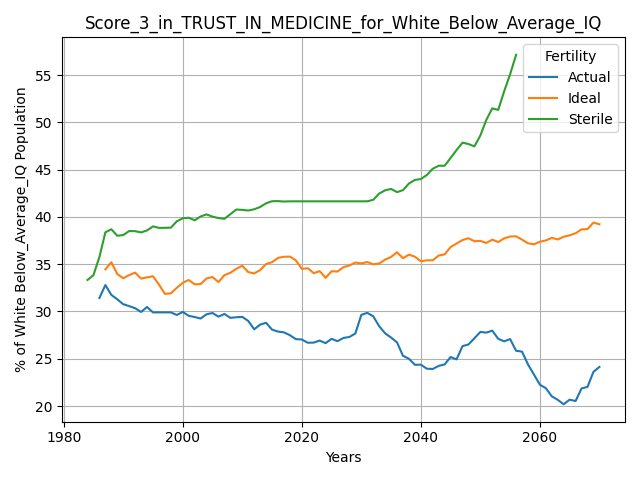 Score_3_in_TRUST_IN_MEDICINE_for_White_Below_Average_IQ
% of White Below_Average_IQ Population
55
50
45
40
35
30
25
20
Fertility
Actual
Ideal
Sterile
1980 2000 2020 2040 2060
Years